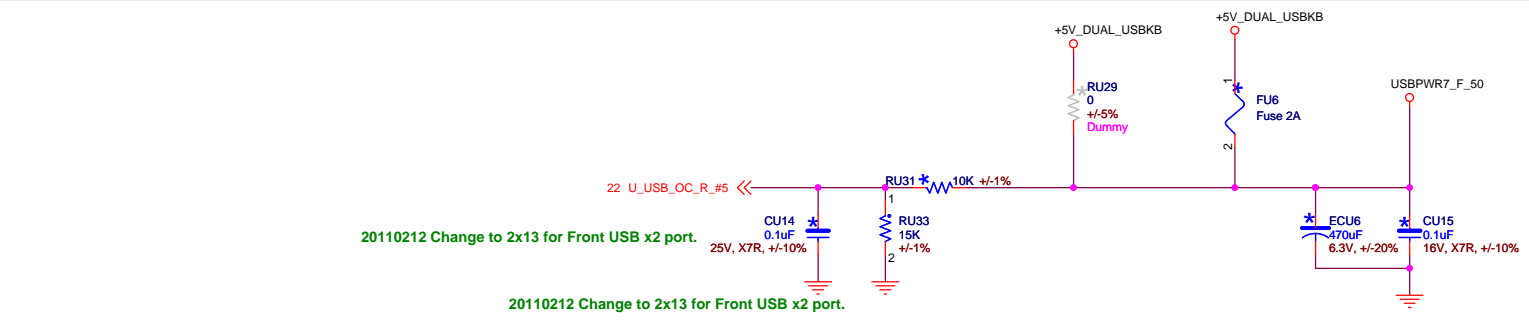 +5V_DUAL_USBKB
+5V_DUAL_USBKB
USBPWR7_F_50
RU29
0
+/-5%
Dummy
1
FU6
Fuse 2A
2
22 U_USB_OC_R_#5
RU31
10K +/-1%
1
CU14
0.1uF
25V, X7R, +/-10%
RU33
15K
+/-1%
2
ECU6
470uF
6.3V, +/-20%
CU15
0.1uF
16V, X7R, +/-10%
20110212 Change to 2x13 for Front USB x2 port.
20110212 Change to 2x13 for Front USB x2 port.